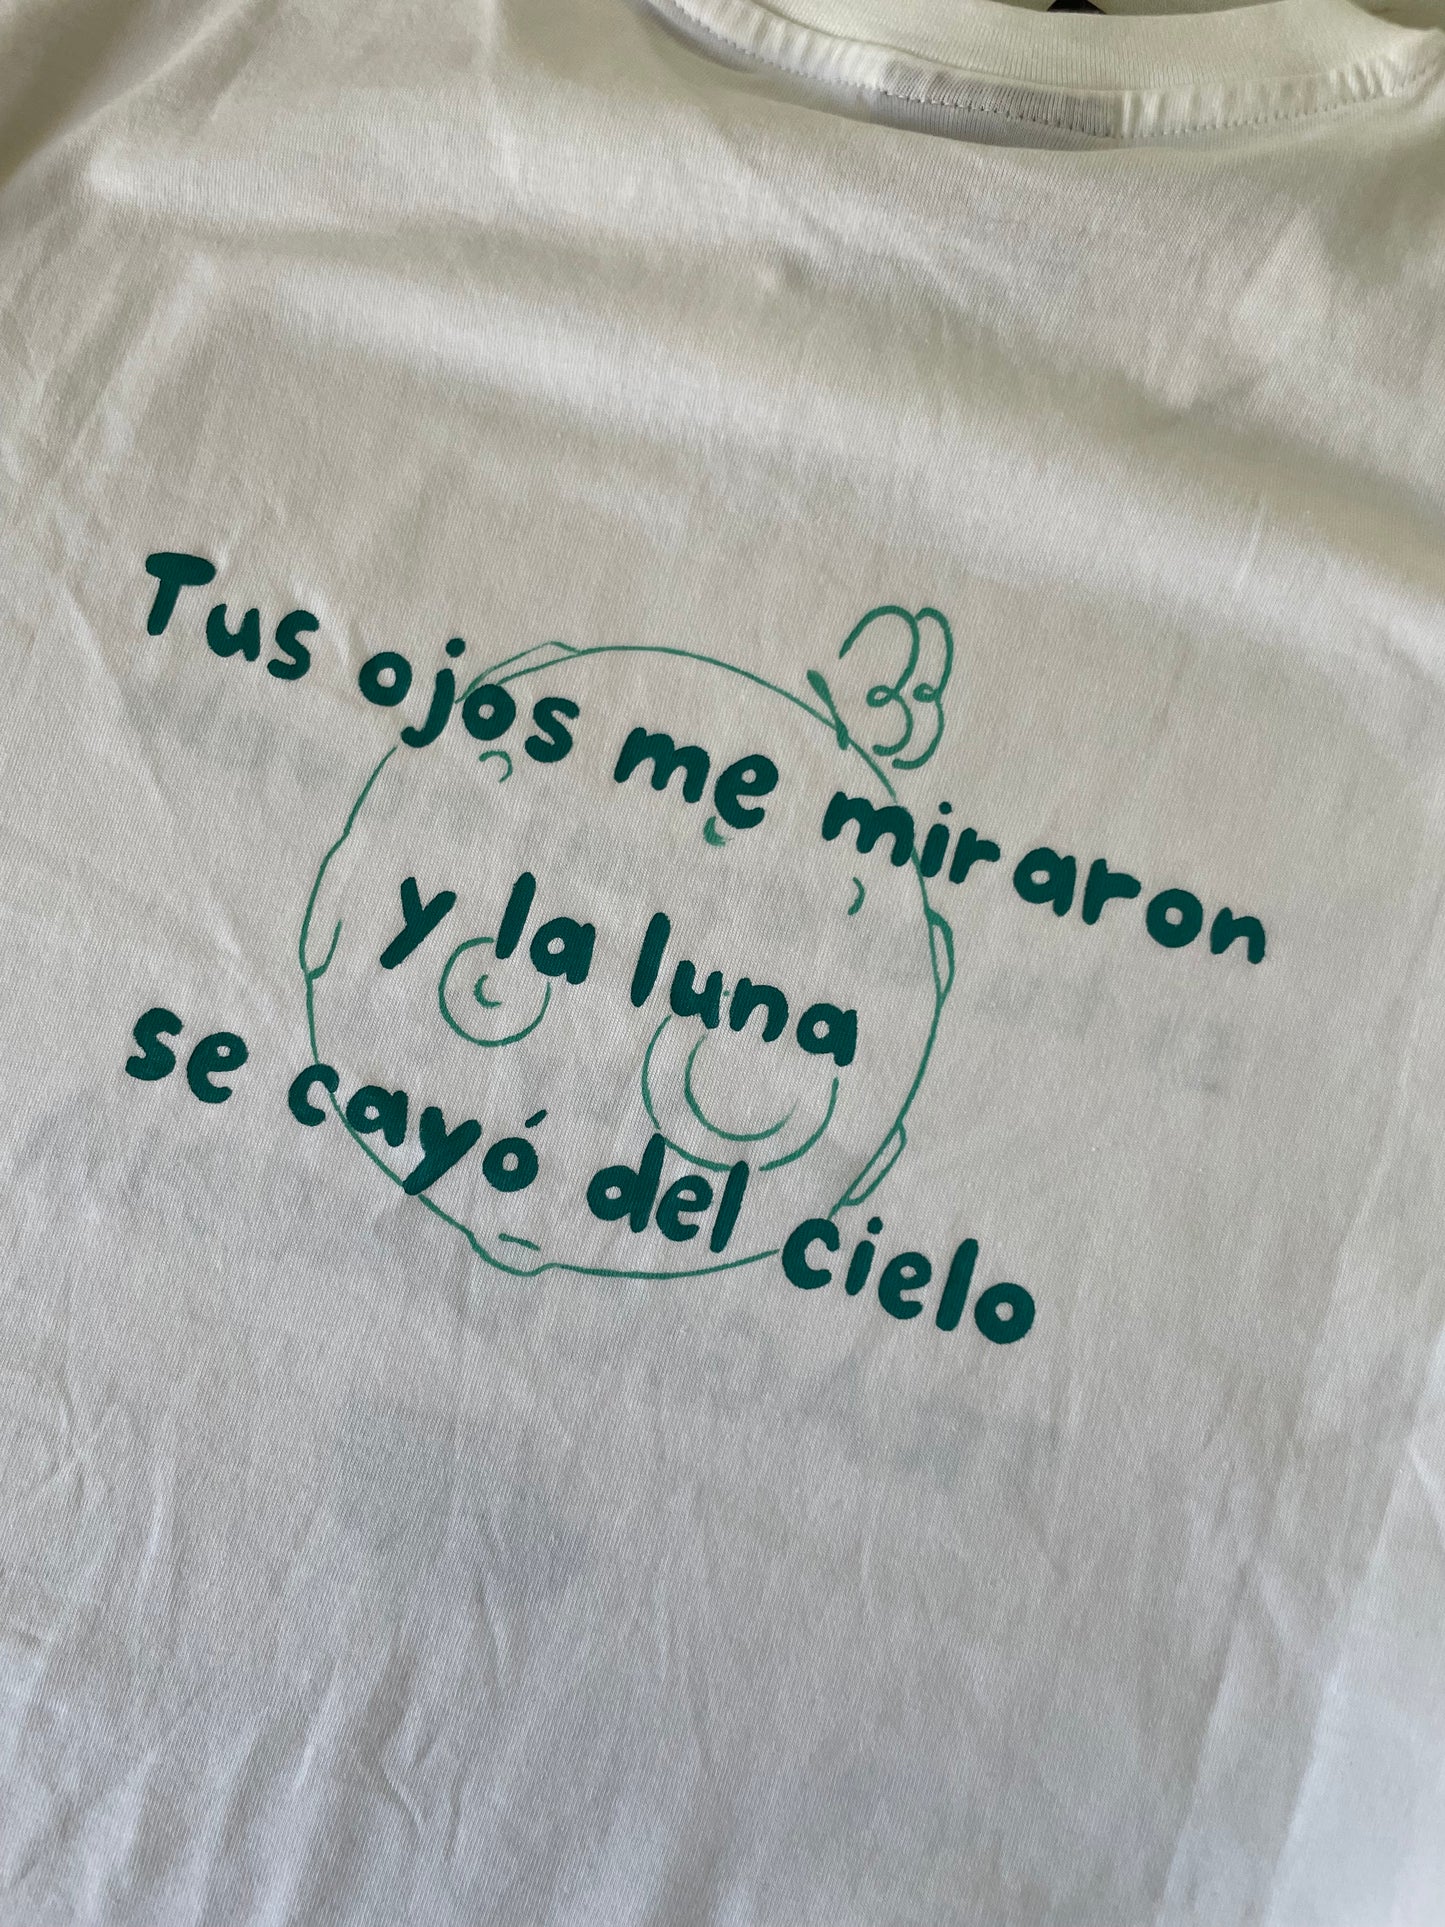 Tus ojos me miraron
y la luna
se cayó del cielo